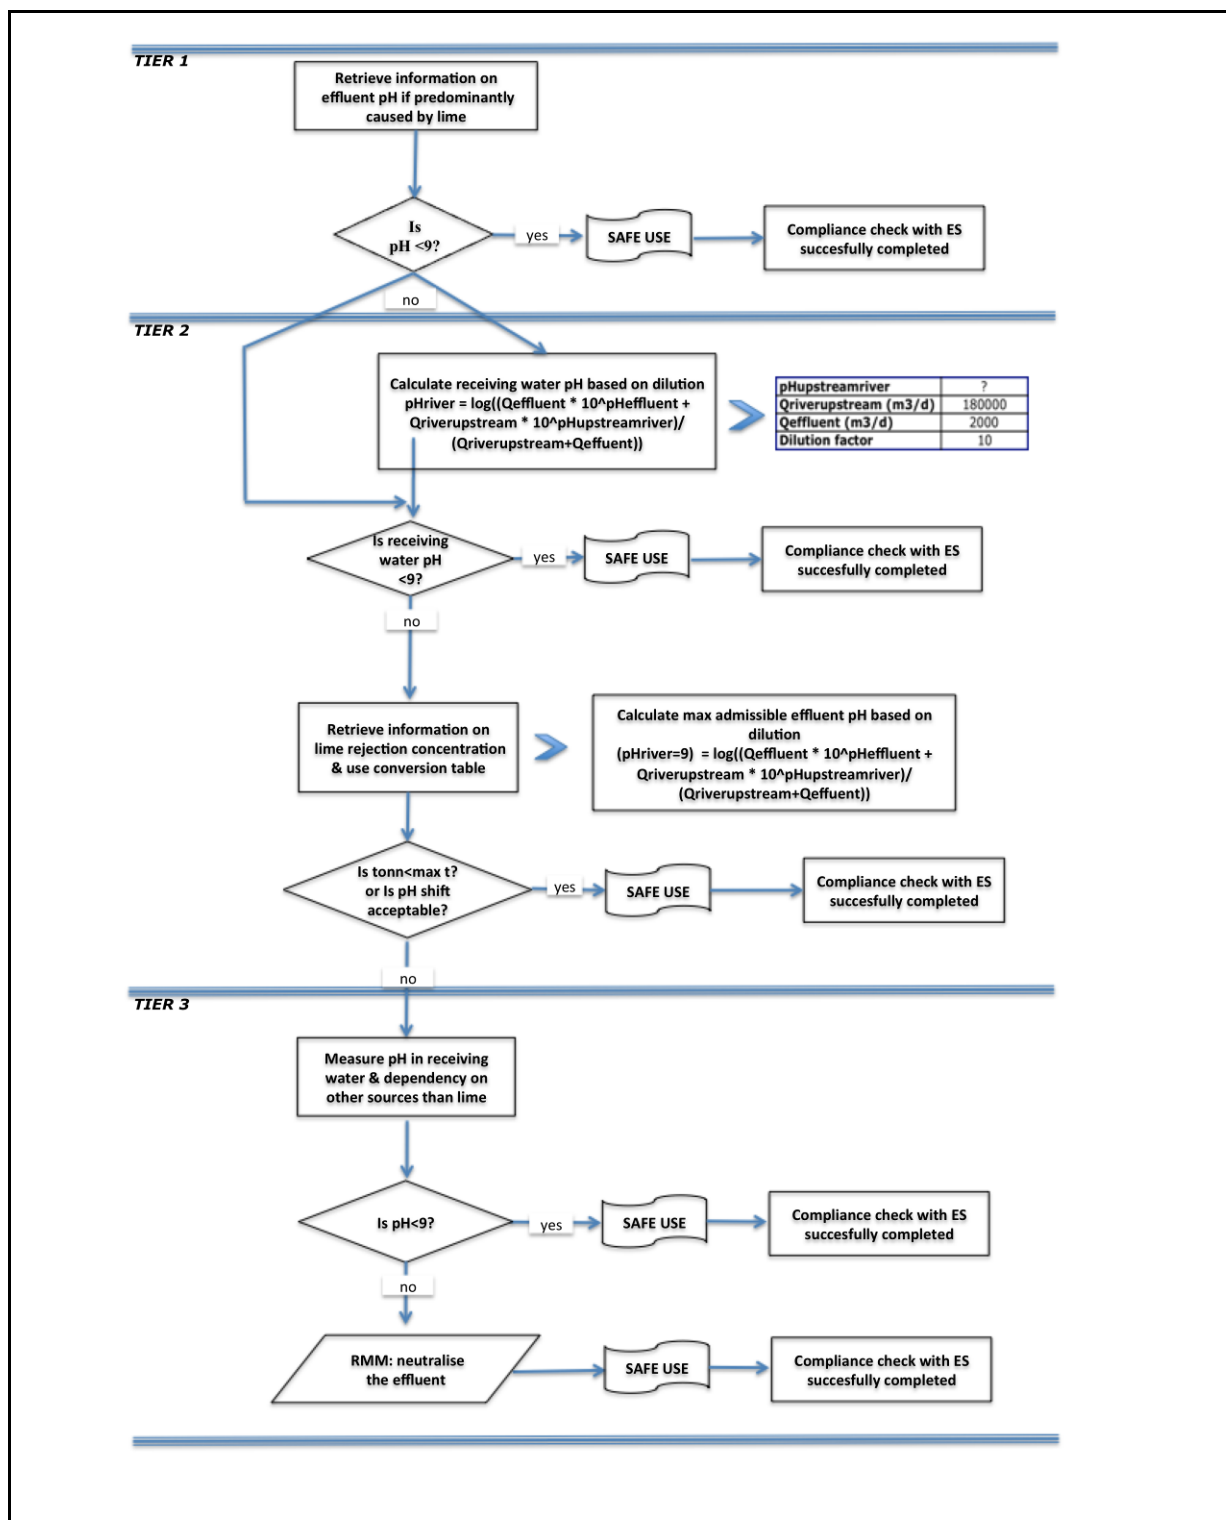 TIER 1
Retrieve information on
effluent pH if predominantly
caused by lime
Is
pH <9?
yes
SAFE USE
Compliance check with ES
succesfully completed
no
TIER 2
Calculate receiving water pH based on dilution
pHriver = log((Qeffluent * 10^pHeffluent +
Qriverupstream * 10^pHupstreamriver)/
(Qriverupstream+Qeffuent))
pHupstreamriver ?
Qriverupstream (m3/d) 180000
Qeffluent (m3/d) 2000
Dilution factor 10
Is receiving
water pH
<9?
yes
SAFE USE
Compliance check with ES
succesfully completed
no
Retrieve information on
lime rejection concentration
& use conversion table
Calculate max admissible effluent pH based on
dilution
(pHriver=9) = log((Qeffluent * 10^pHeffluent +
Qriverupstream * 10^pHupstreamriver)/
(Qriverupstream+Qeffuent))
Is tonn<max t?
or Is pH shift
acceptable?
yes
SAFE USE
Compliance check with ES
succesfully completed
no
TIER 3
Measure pH in receiving
water & dependency on
other sources than lime
Is pH<9?
yes
SAFE USE
Compliance check with ES
succesfully completed
no
RMM: neutralise
the effluent
SAFE USE
Compliance check with ES
succesfully completed